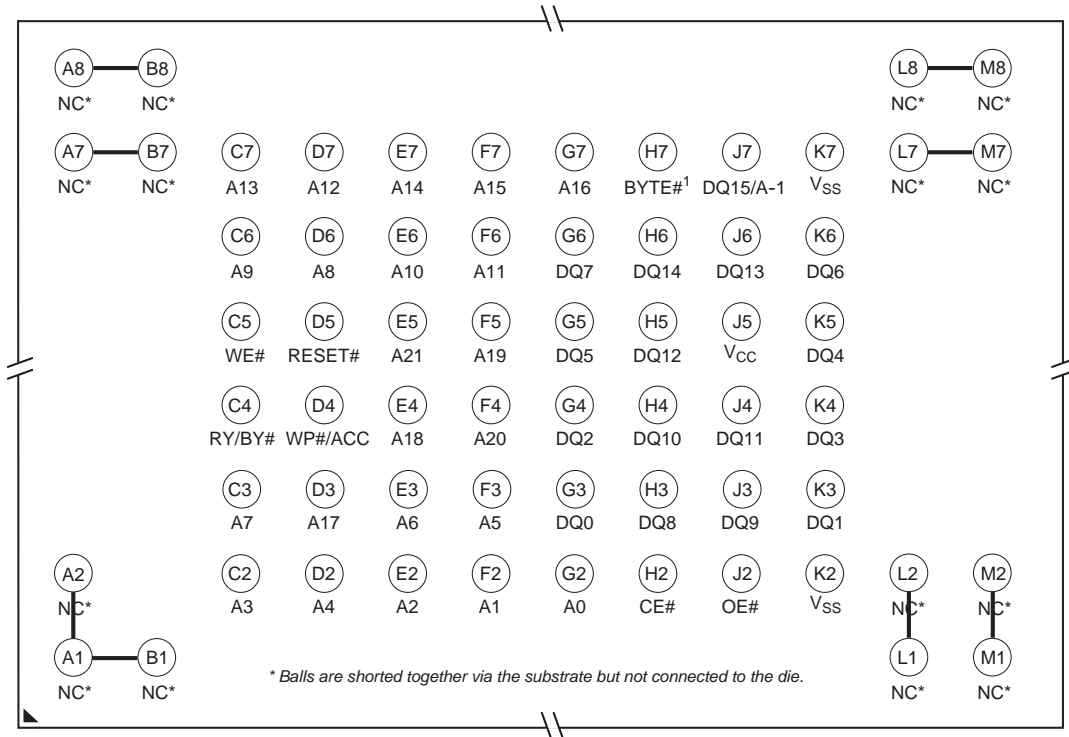 A8 B8 L8 M8
NC* NC* NC* NC*
A7 B7 C7 D7 E7 F7 G7 H7 J7 K7 L7 M7
NC* NC* A13 A12 A14 A15 A16 BYTE#1 DQ15/A-1 VSS NC* NC*
C6 D6 E6 F6 G6 H6 J6 K6
A9 A8 A10 A11 DQ7 DQ14 DQ13 DQ6
C5 D5 E5 F5 G5 H5 J5 K5
WE# RESET# A21 A19 DQ5 DQ12 VCC DQ4
C4 D4 E4 F4 G4 H4 J4 K4
RY/BY# WP#/ACC A18 A20 DQ2 DQ10 DQ11 DQ3
C3 D3 E3 F3 G3 H3 J3 K3
A7 A17 A6 A5 DQ0 DQ8 DQ9 DQ1
A2 C2 D2 E2 F2 G2 H2 J2 K2 L2 M2
NC* A3 A4 A2 A1 A0 CE# OE# VSS NC* NC*
A1 B1 L1 M1
* Balls are shorted together via the substrate but not connected to the die.
NC* NC* NC* NC*